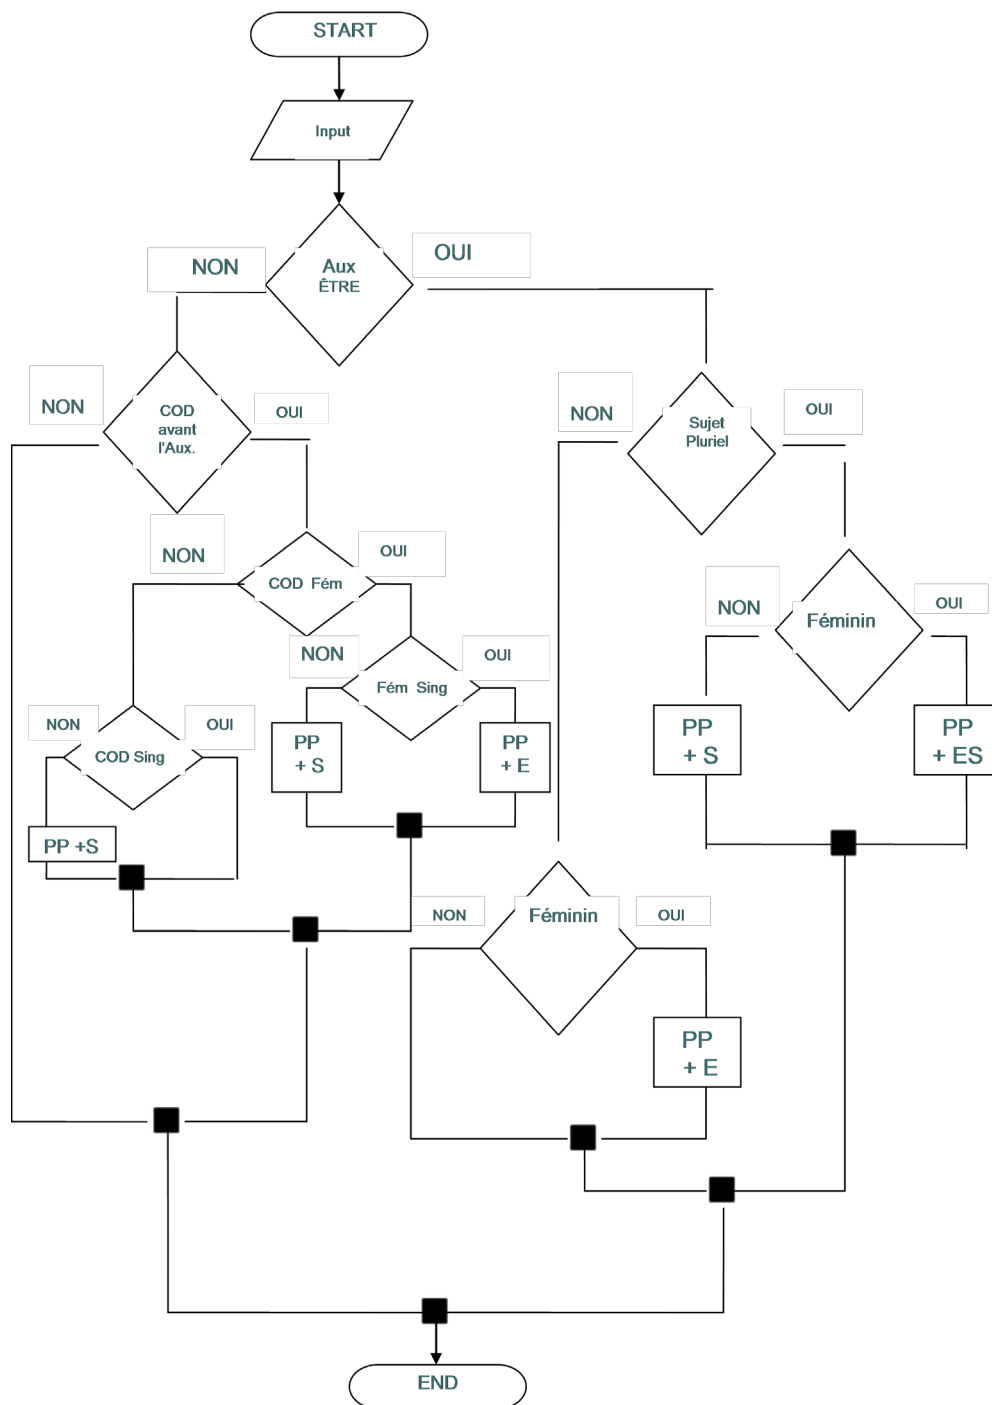 START
Input
Aux
ÊTRE
NON
OUI
COD
avant
l'Aux.
NON
OUI
Sujet
Pluriel
NON
OUI
COD Fém
NON
OUI
Féminin
NON
OUI
Fém Sing
NON
OUI
COD Sing
NON
OUI
PP
+ S
PP
+ E
PP
+ S
PP
+ ES
PP +S
Féminin
NON
OUI
PP
+ E
END